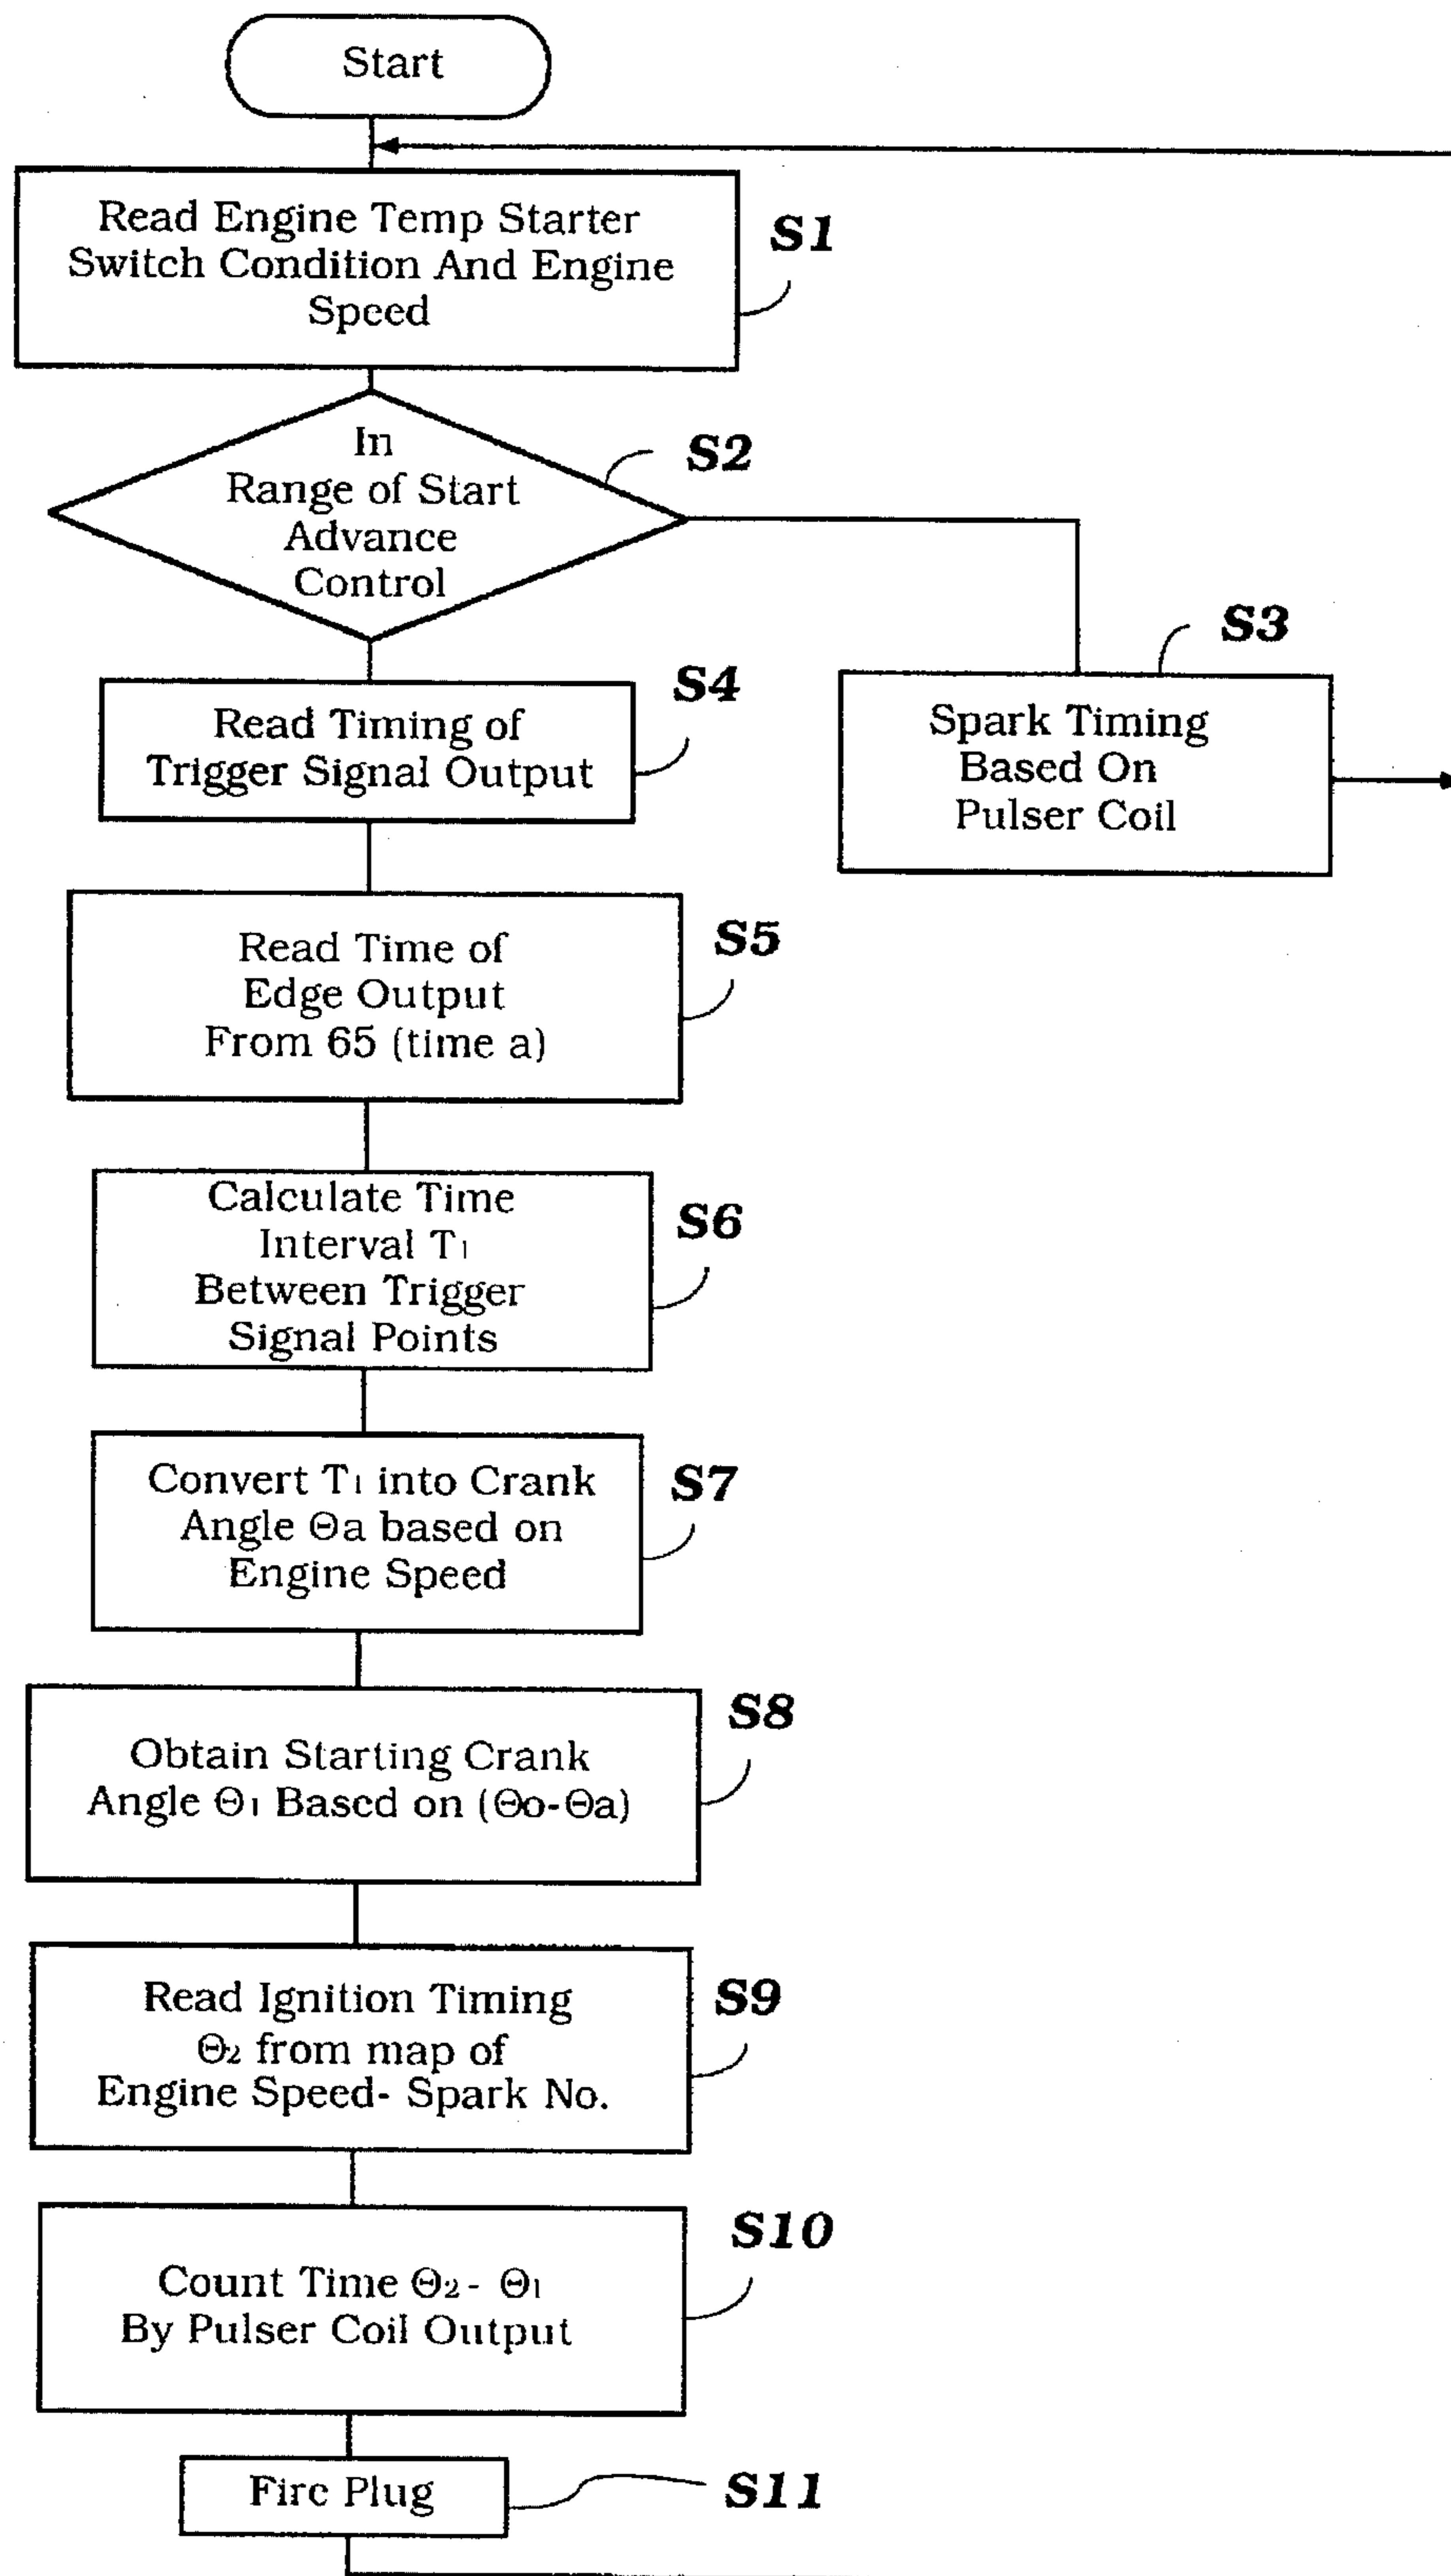 Start
Read Engine Temp Starter
Switch Condition And Engine
Speed
S1
In
Range of Start
Advance
Control
S2
S3
Spark Timing
Based On
Pulser Coil
S4
Read Timing of
Trigger Signal Output
S5
Read Time of
Edge Output
From 65 (time a)
Calculate Time
Interval T1
Between Trigger
Signal Points
S6
Convert T1 into Crank
Angle Θa based on
Engine Speed
S7
S8
Obtain Starting Crank
Angle Θ1 Based on (Θo-Θa)
Read Ignition Timing
Θ2 from map of
Engine Speed- Spark No.
S9
S10
Count Time Θ2 - Θ1
By Pulser Coil Output
Fire Plug
S11